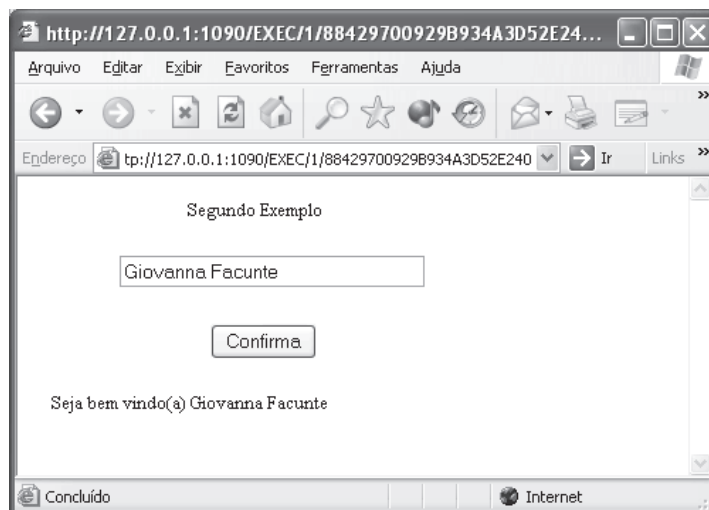 http://127.0.0.1:1090/EXEC/1/88429700929B934A3D52E24...
Arquivo Editar Exibir Favoritos Ferramentas Ajuda
Endereço tp://127.0.0.1:1090/EXEC/1/88429700929B934A3D52E240 Ir Links
Segundo Exemplo
Giovanna Facunte
Confirma
Seja bem vindo(a) Giovanna Facunte
Concluído Internet